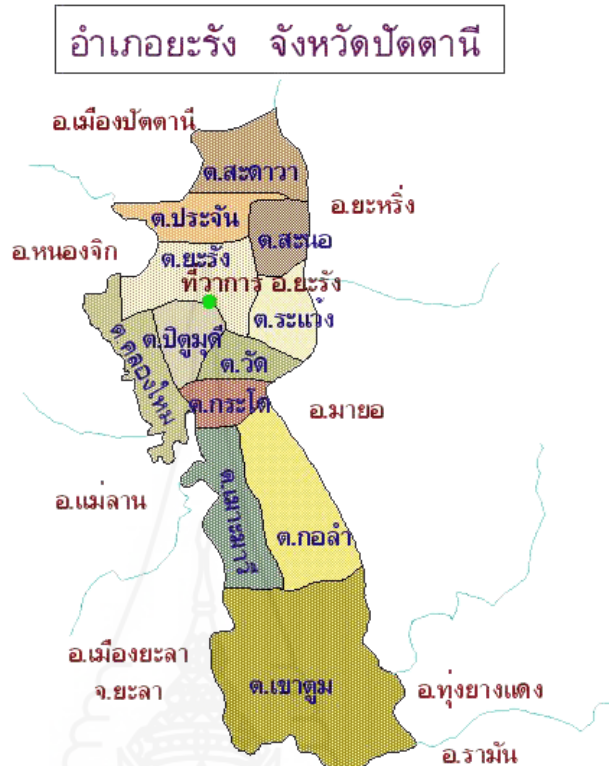 อำเภอยะรัง จังหวัดปัตตานี
อ.เมืองปัตตานี
ต.สะดาวา
อ.ยะหริ่ง
ต.ประจัน
ต.สะนอ
อ.หนองจิก
ต.ยะรัง
ที่ว่าการ อ.ยะรัง
ต.ระแว้ง
ต.ปิตูมุดี
ต.คลองใหม่
ต.วัด
ต.กระโด
อ.มายอ
อ.แม่ลาน
ต.เมาะมาวี
ต.กอลำ
อ.เมืองยะลา
จ.ยะลา
ต.เขาตูม
อ.ทุ่งยางแดง
อ.รามัน